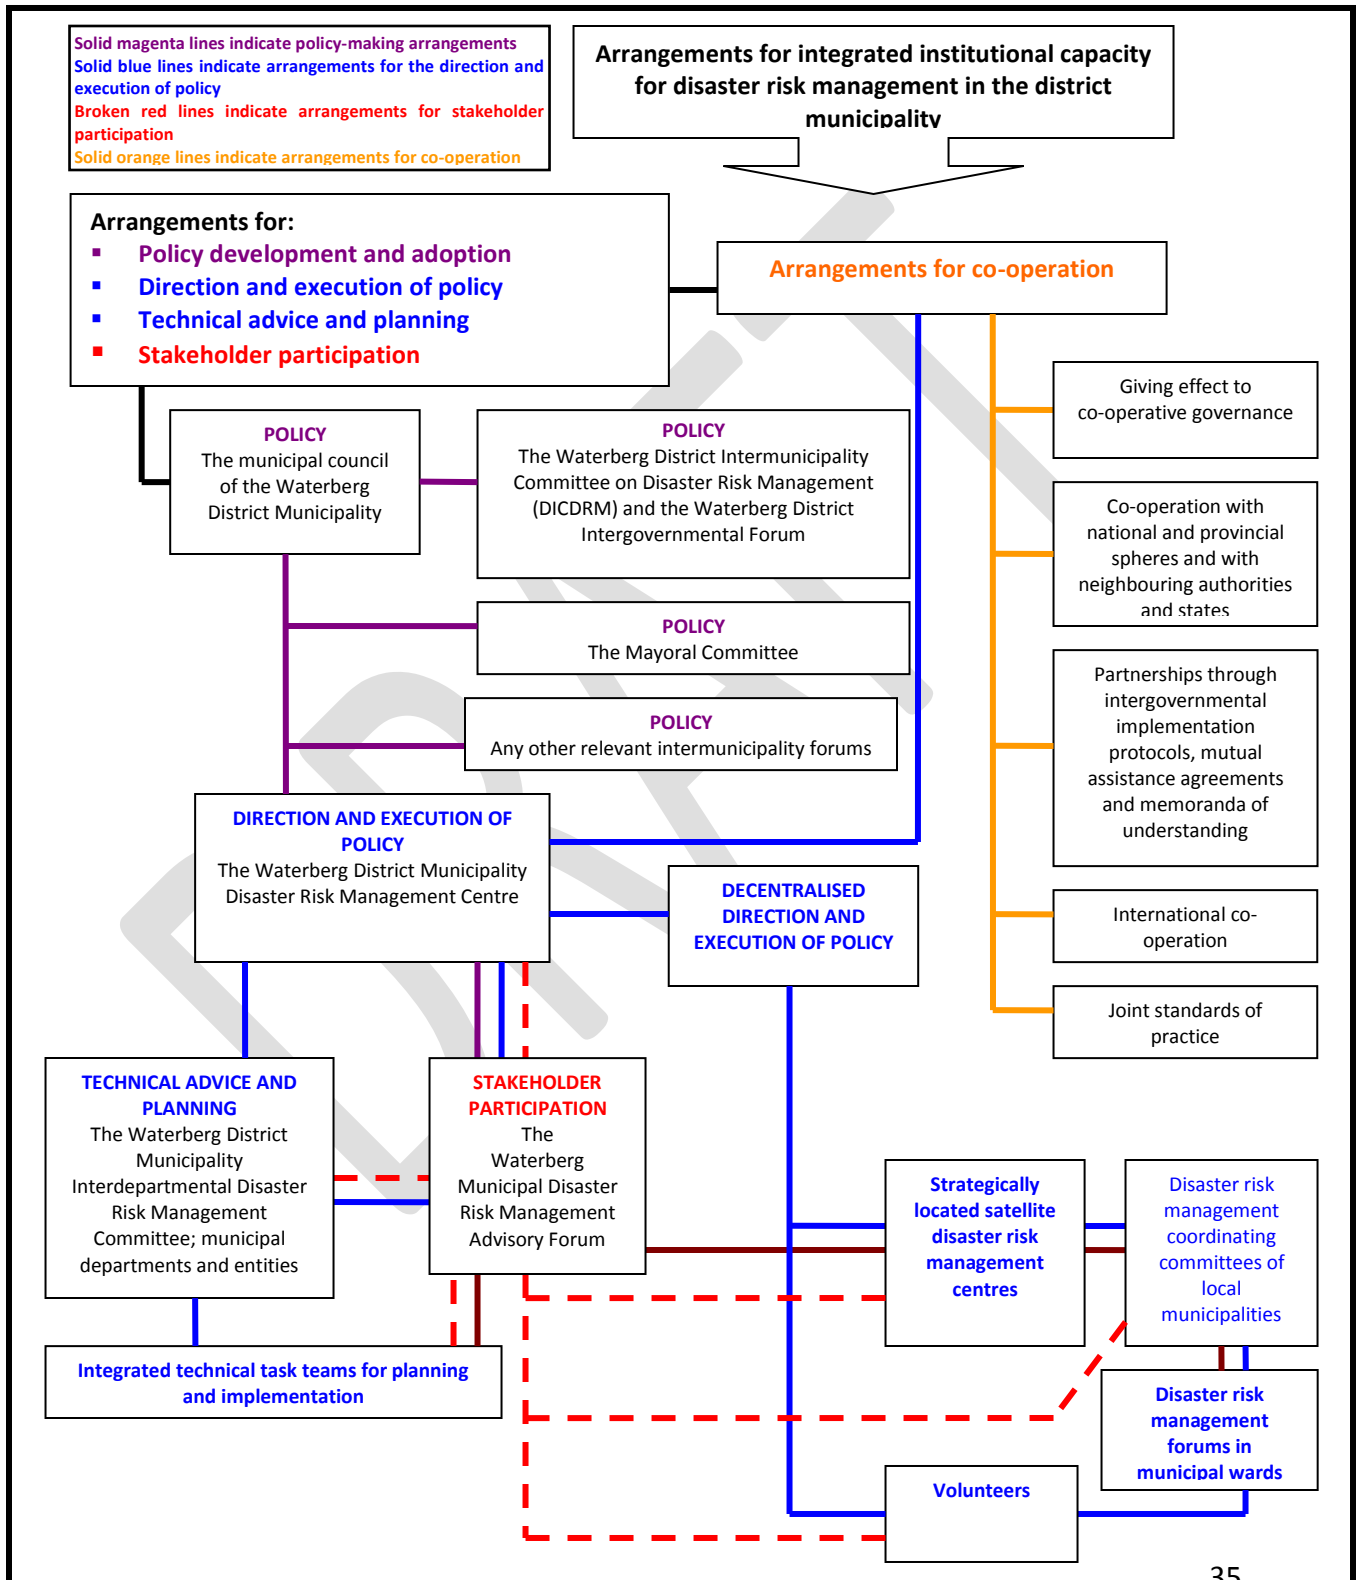 Solid magenta lines indicate policy-making arrangements
Solid blue lines indicate arrangements for the direction and
execution of policy
Broken red lines indicate arrangements for stakeholder
participation
Solid orange lines indicate arrangements for co-operation
Arrangements for integrated institutional capacity
for disaster risk management in the district
municipality
Arrangements for:
▪ Policy development and adoption
▪ Direction and execution of policy
▪ Technical advice and planning
▪ Stakeholder participation
Arrangements for co-operation
Giving effect to
co-operative governance
POLICY
The municipal council
of the Waterberg
District Municipality
POLICY
The Waterberg District Intermunicipality
Committee on Disaster Risk Management
(DICDRM) and the Waterberg District
Intergovernmental Forum
Co-operation with
national and provincial
spheres and with
neighbouring authorities
and states
POLICY
The Mayoral Committee
Partnerships through
intergovernmental
implementation
protocols, mutual
assistance agreements
and memoranda of
understanding
POLICY
Any other relevant intermunicipality forums
DIRECTION AND EXECUTION OF
POLICY
The Waterberg District Municipality
Disaster Risk Management Centre
DECENTRALISED
DIRECTION AND
EXECUTION OF POLICY
International co-
operation
Joint standards of
practice
TECHNICAL ADVICE AND
PLANNING
The Waterberg District
Municipality
Interdepartmental Disaster
Risk Management
Committee; municipal
departments and entities
STAKEHOLDER
PARTICIPATION
The
Waterberg
Municipal Disaster
Risk Management
Advisory Forum
Strategically
located satellite
disaster risk
management
centres
Disaster risk
management
coordinating
committees of
local
municipalities
Integrated technical task teams for planning
and implementation
Disaster risk
management
forums in
municipal wards
Volunteers
35
DRAFT